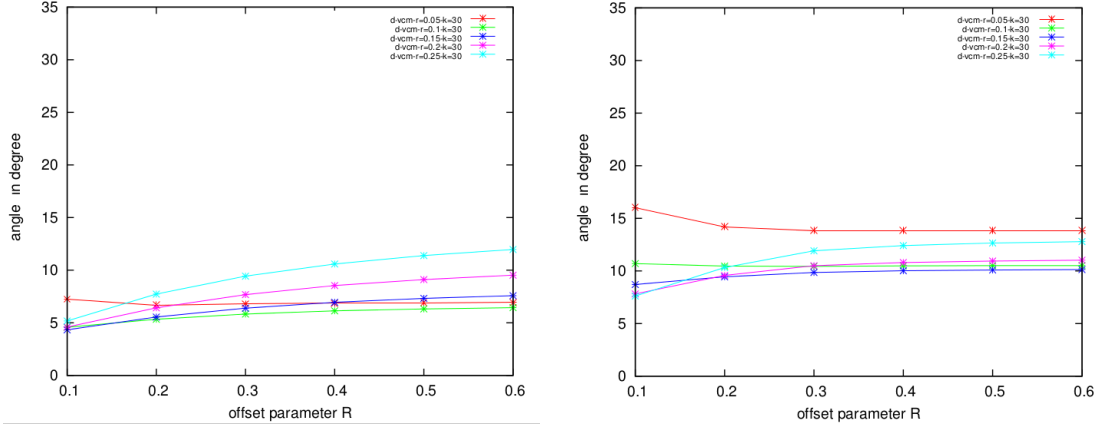 35
30
25
20
15
10
5
0
angle in degree
d-vcm-r=0.05-k=30
d-vcm-r=0.1-k=30
d-vcm-r=0.15-k=30
d-vcm-r=0.2-k=30
d-vcm-r=0.25-k=30
0.1 0.2 0.3 0.4 0.5 0.6
offset parameter R
35
30
25
20
15
10
5
0
angle in degree
d-vcm-r=0.05-k=30
d-vcm-r=0.1-k=30
d-vcm-r=0.15-k=30
d-vcm-r=0.2-k=30
d-vcm-r=0.25-k=30
0.1 0.2 0.3 0.4 0.5 0.6
offset parameter R